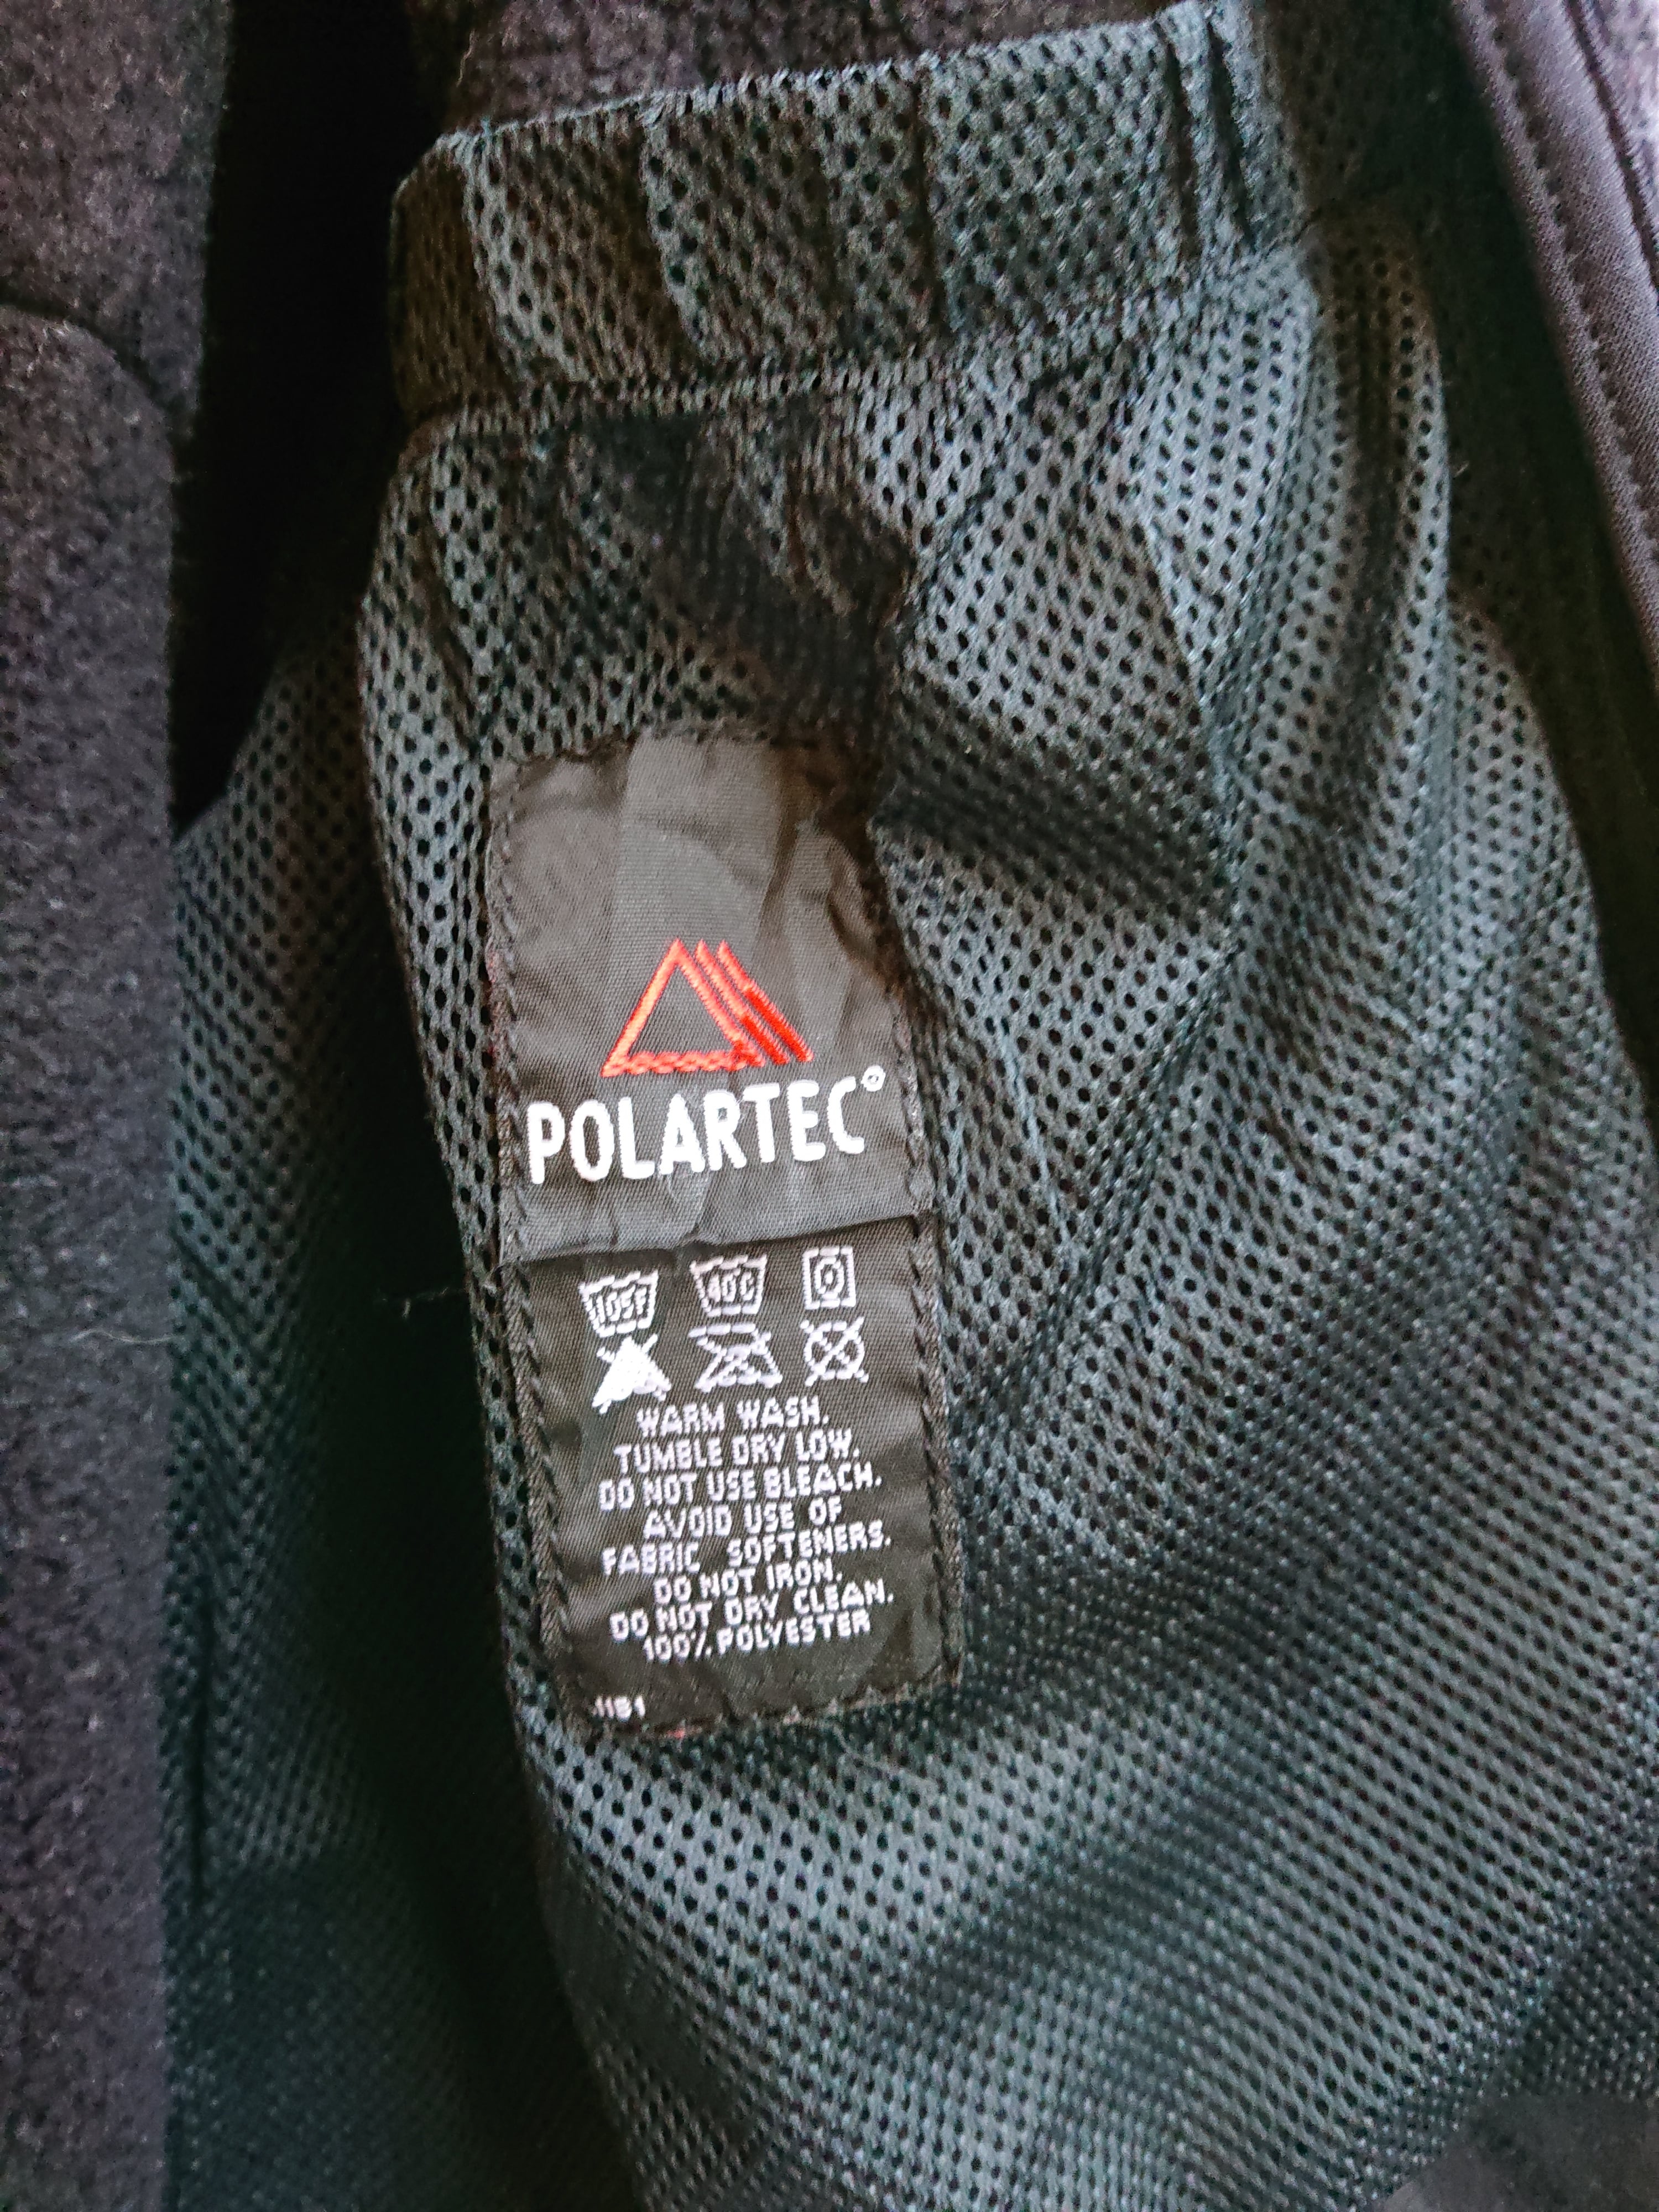 POLARTEC®
105F 40C
WARM WASH.
TUMBLE DRY LOW.
DO NOT USE BLEACH.
AVOID USE OF
FABRIC SOFTENERS.
DO NOT IRON.
DO NOT DRY CLEAN.
100% POLYESTER